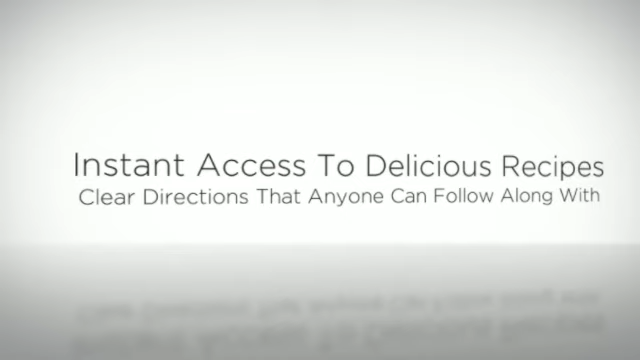 Instant Access To Delicious Recipes
Clear Directions That Anyone Can Follow Along With